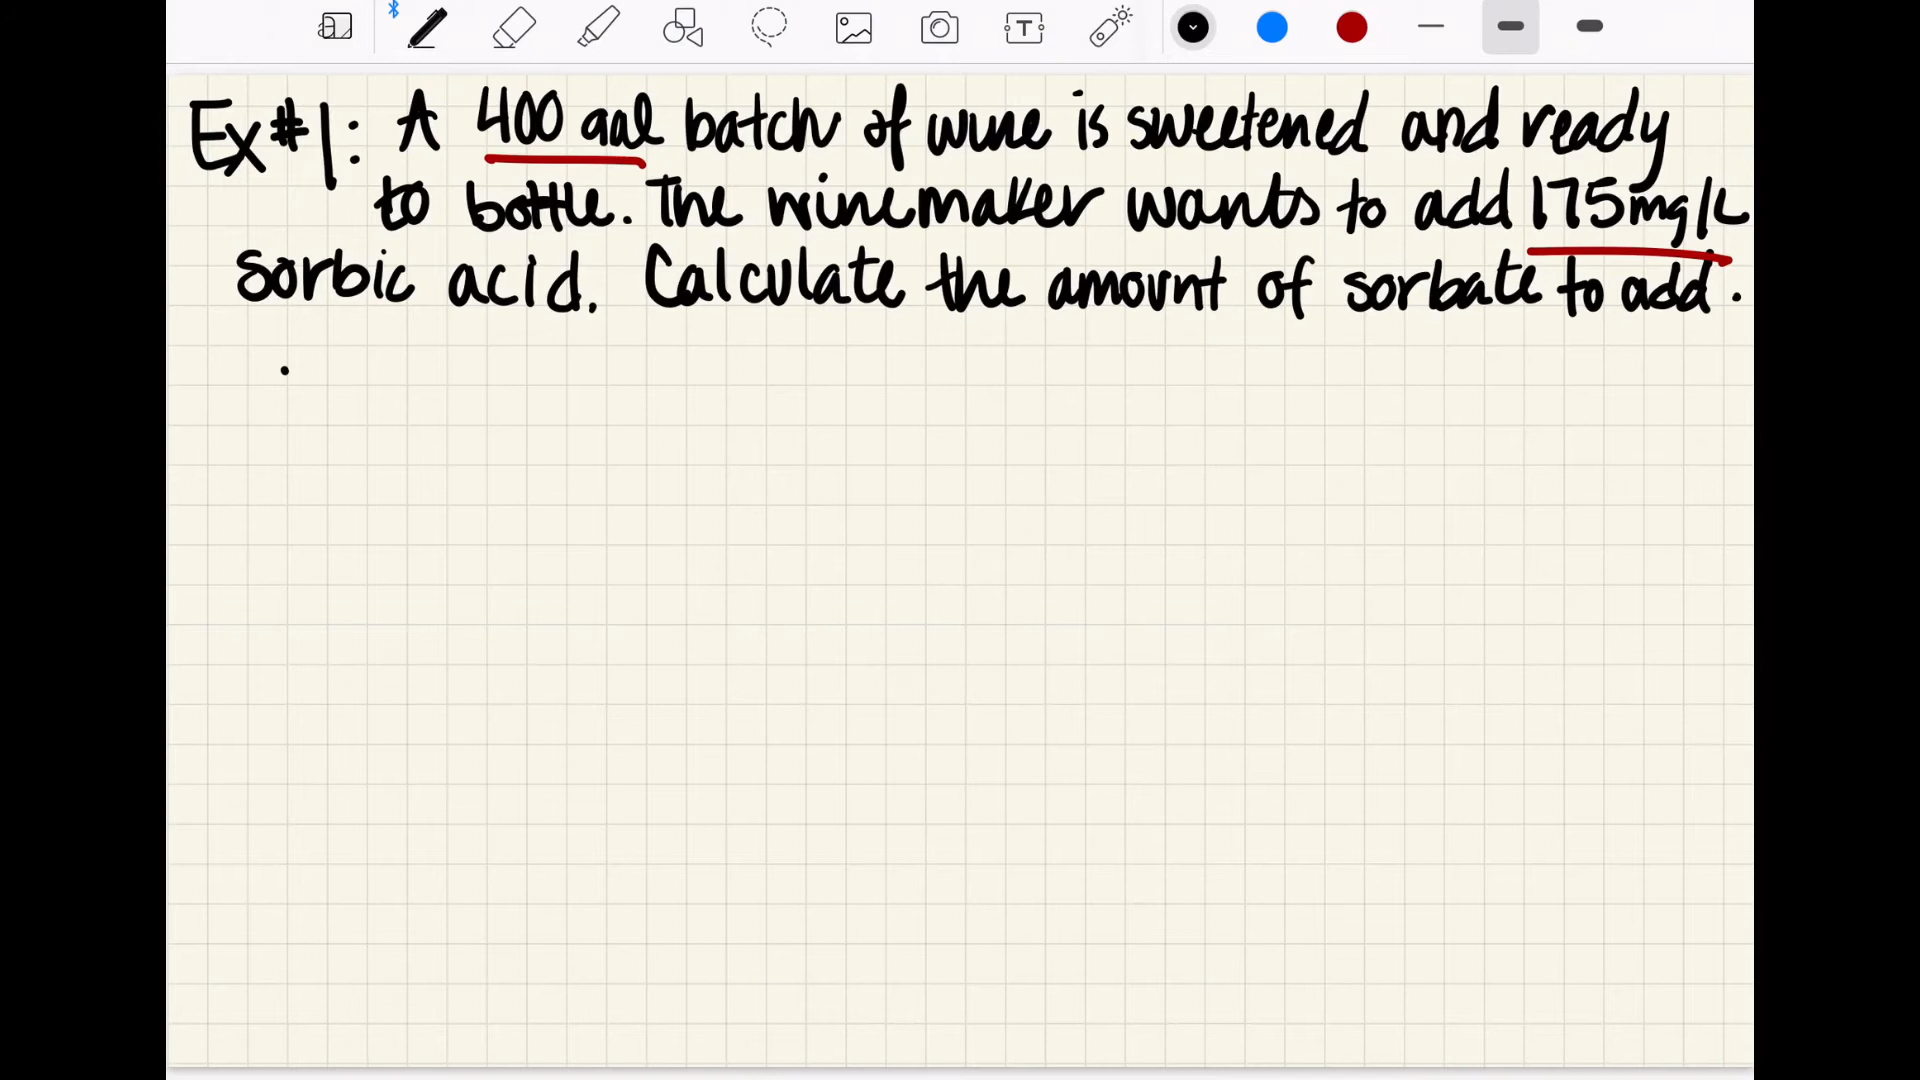 Ex#1: A 400 gal batch of wine is sweetened and ready
to bottle. The winemaker wants to add 175mg/L
sorbic acid. Calculate the amount of sorbate to add.